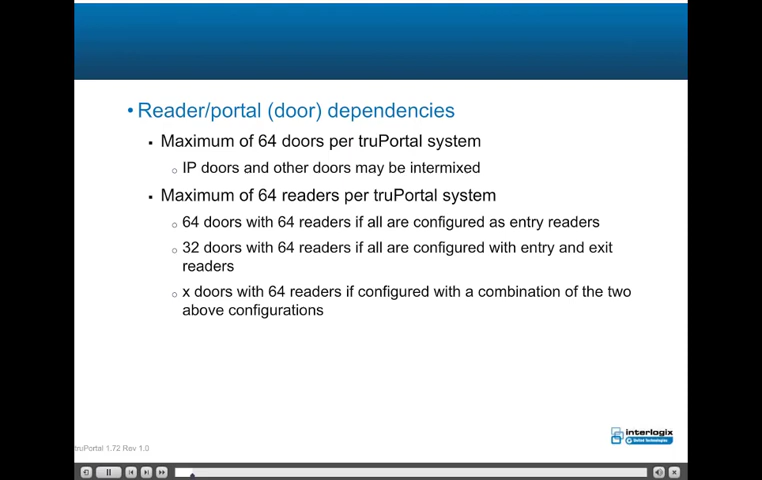 • Reader/portal (door) dependencies
▪ Maximum of 64 doors per truPortal system
○ IP doors and other doors may be intermixed
▪ Maximum of 64 readers per truPortal system
○ 64 doors with 64 readers if all are configured as entry readers
○ 32 doors with 64 readers if all are configured with entry and exit
readers
○ x doors with 64 readers if configured with a combination of the two
above configurations
interlogix
United Technologies
truPortal 1.72 Rev 1.0